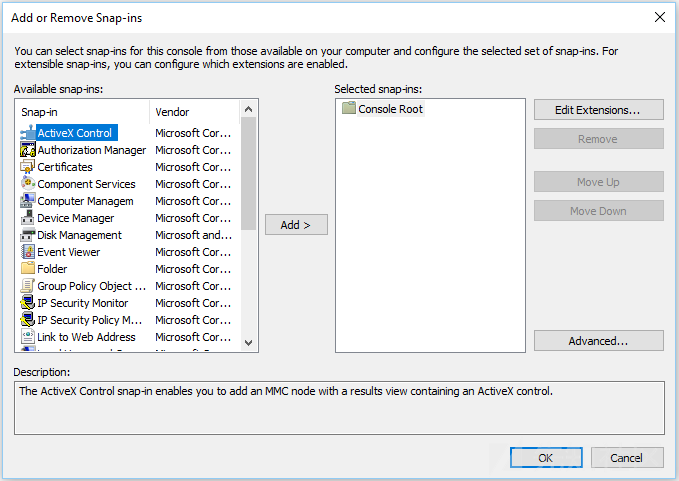 Add or Remove Snap-ins
You can select snap-ins for this console from those available on your computer and configure the selected set of snap-ins. For
extensible snap-ins, you can configure which extensions are enabled.
Available snap-ins:
Snap-in Vendor
ActiveX Control Microsoft Cor...
Authorization Manager Microsoft Cor...
Certificates Microsoft Cor...
Component Services Microsoft Cor...
Computer Managem Microsoft Cor...
Device Manager Microsoft Cor...
Disk Management Microsoft and...
Event Viewer Microsoft Cor...
Folder Microsoft Cor...
Group Policy Object ... Microsoft Cor...
IP Security Monitor Microsoft Cor...
IP Security Policy M... Microsoft Cor...
Link to Web Address Microsoft Cor...
Add >
Selected snap-ins:
Console Root
Edit Extensions...
Remove
Move Up
Move Down
Advanced...
Description:
The ActiveX Control snap-in enables you to add an MMC node with a results view containing an ActiveX control.
OK
Cancel